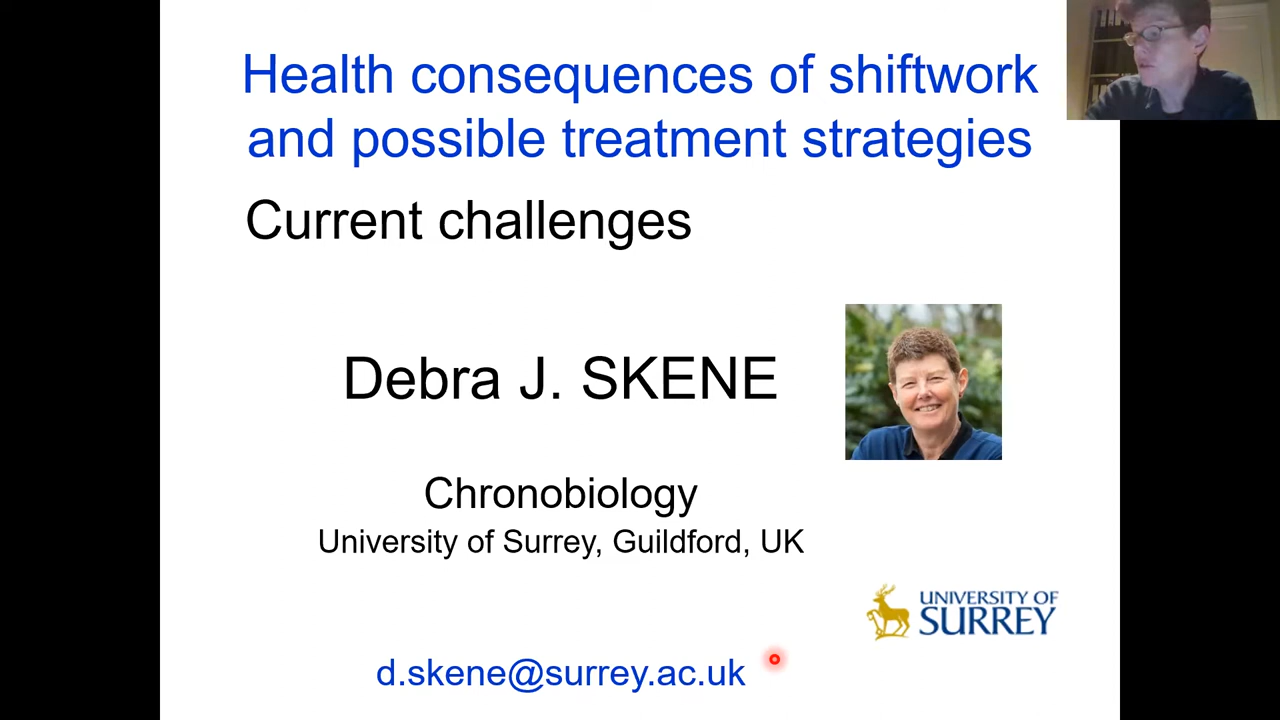 Health consequences of shiftwork
and possible treatment strategies
Current challenges
Debra J. SKENE
Chronobiology
University of Surrey, Guildford, UK
UNIVERSITY OF
SURREY
d.skene@surrey.ac.uk